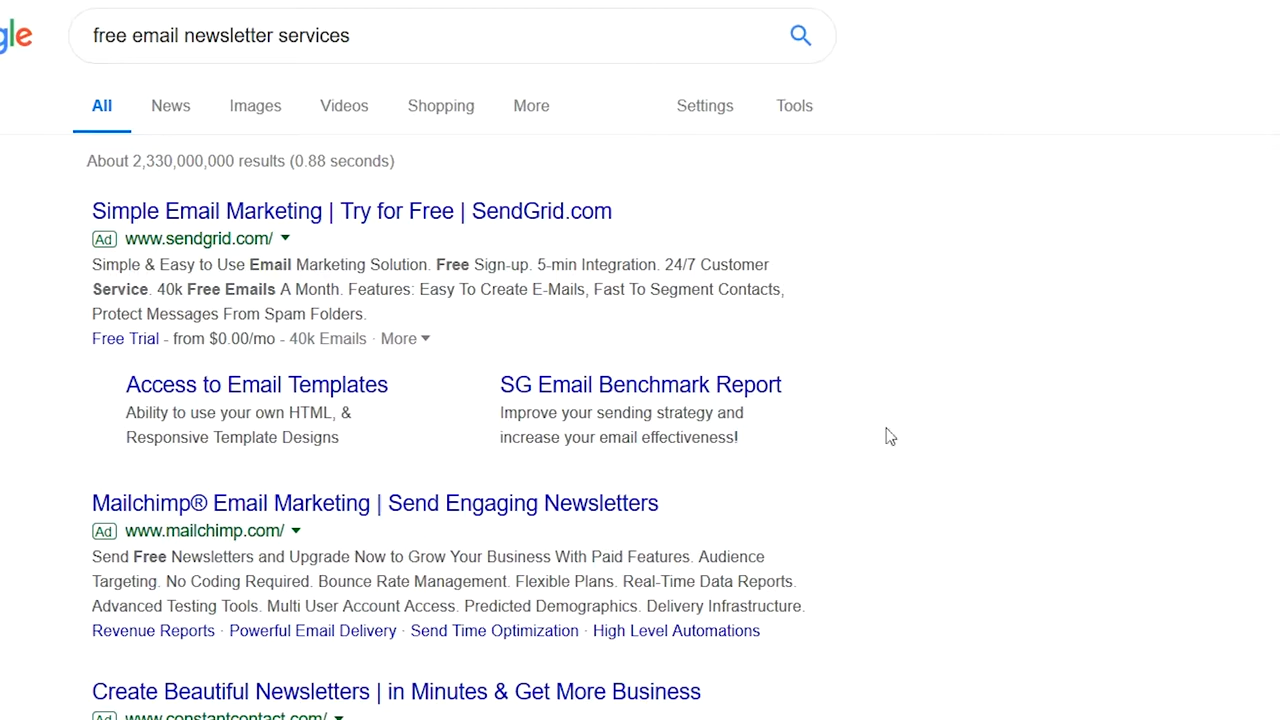 gle
free email newsletter services
All News Images Videos Shopping More Settings Tools
About 2,330,000,000 results (0.88 seconds)
Simple Email Marketing | Try for Free | SendGrid.com
Ad www.sendgrid.com/
Simple & Easy to Use Email Marketing Solution. Free Sign-up. 5-min Integration. 24/7 Customer
Service. 40k Free Emails A Month. Features: Easy To Create E-Mails, Fast To Segment Contacts,
Protect Messages From Spam Folders.
Free Trial - from $0.00/mo - 40k Emails · More
Access to Email Templates
Ability to use your own HTML, &
Responsive Template Designs
SG Email Benchmark Report
Improve your sending strategy and
increase your email effectiveness!
Mailchimp® Email Marketing | Send Engaging Newsletters
Ad www.mailchimp.com/
Send Free Newsletters and Upgrade Now to Grow Your Business With Paid Features. Audience
Targeting. No Coding Required. Bounce Rate Management. Flexible Plans. Real-Time Data Reports.
Advanced Testing Tools. Multi User Account Access. Predicted Demographics. Delivery Infrastructure.
Revenue Reports · Powerful Email Delivery · Send Time Optimization · High Level Automations
Create Beautiful Newsletters | in Minutes & Get More Business
Ad www.constantcontact.com/